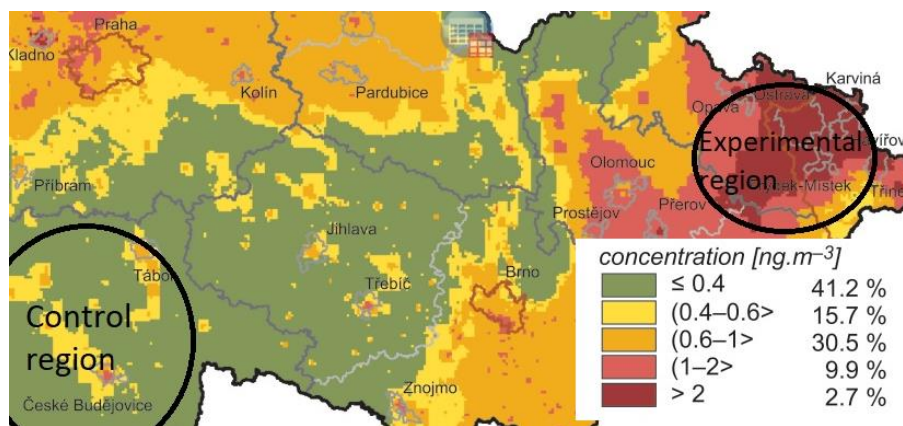 Praha
Kladno
Kolín
Pardubice
Karviná
Ostrava
Opava
Experimental
region
Olomouc
Příbram
Prostějov
Přerov
Jihlava
Tábor
Třebíč
Brno
Control
region
České Budějovice
Znojmo
concentration [ng.m⁻³]
≤ 0.4 41.2 %
(0.4–0.6> 15.7 %
(0.6–1> 30.5 %
(1–2> 9.9 %
> 2 2.7 %